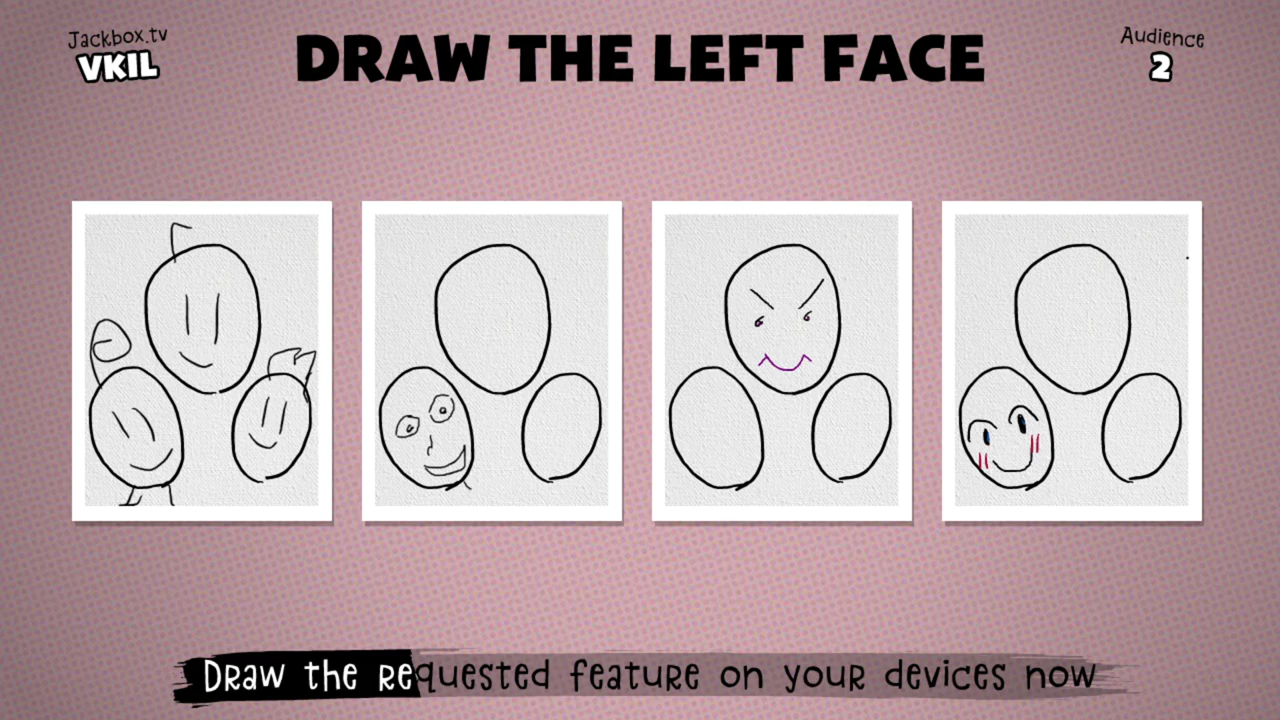 Jackbox.tv
VKIL
DRAW THE LEFT FACE
Audience
2
Draw the requested feature on your devices now